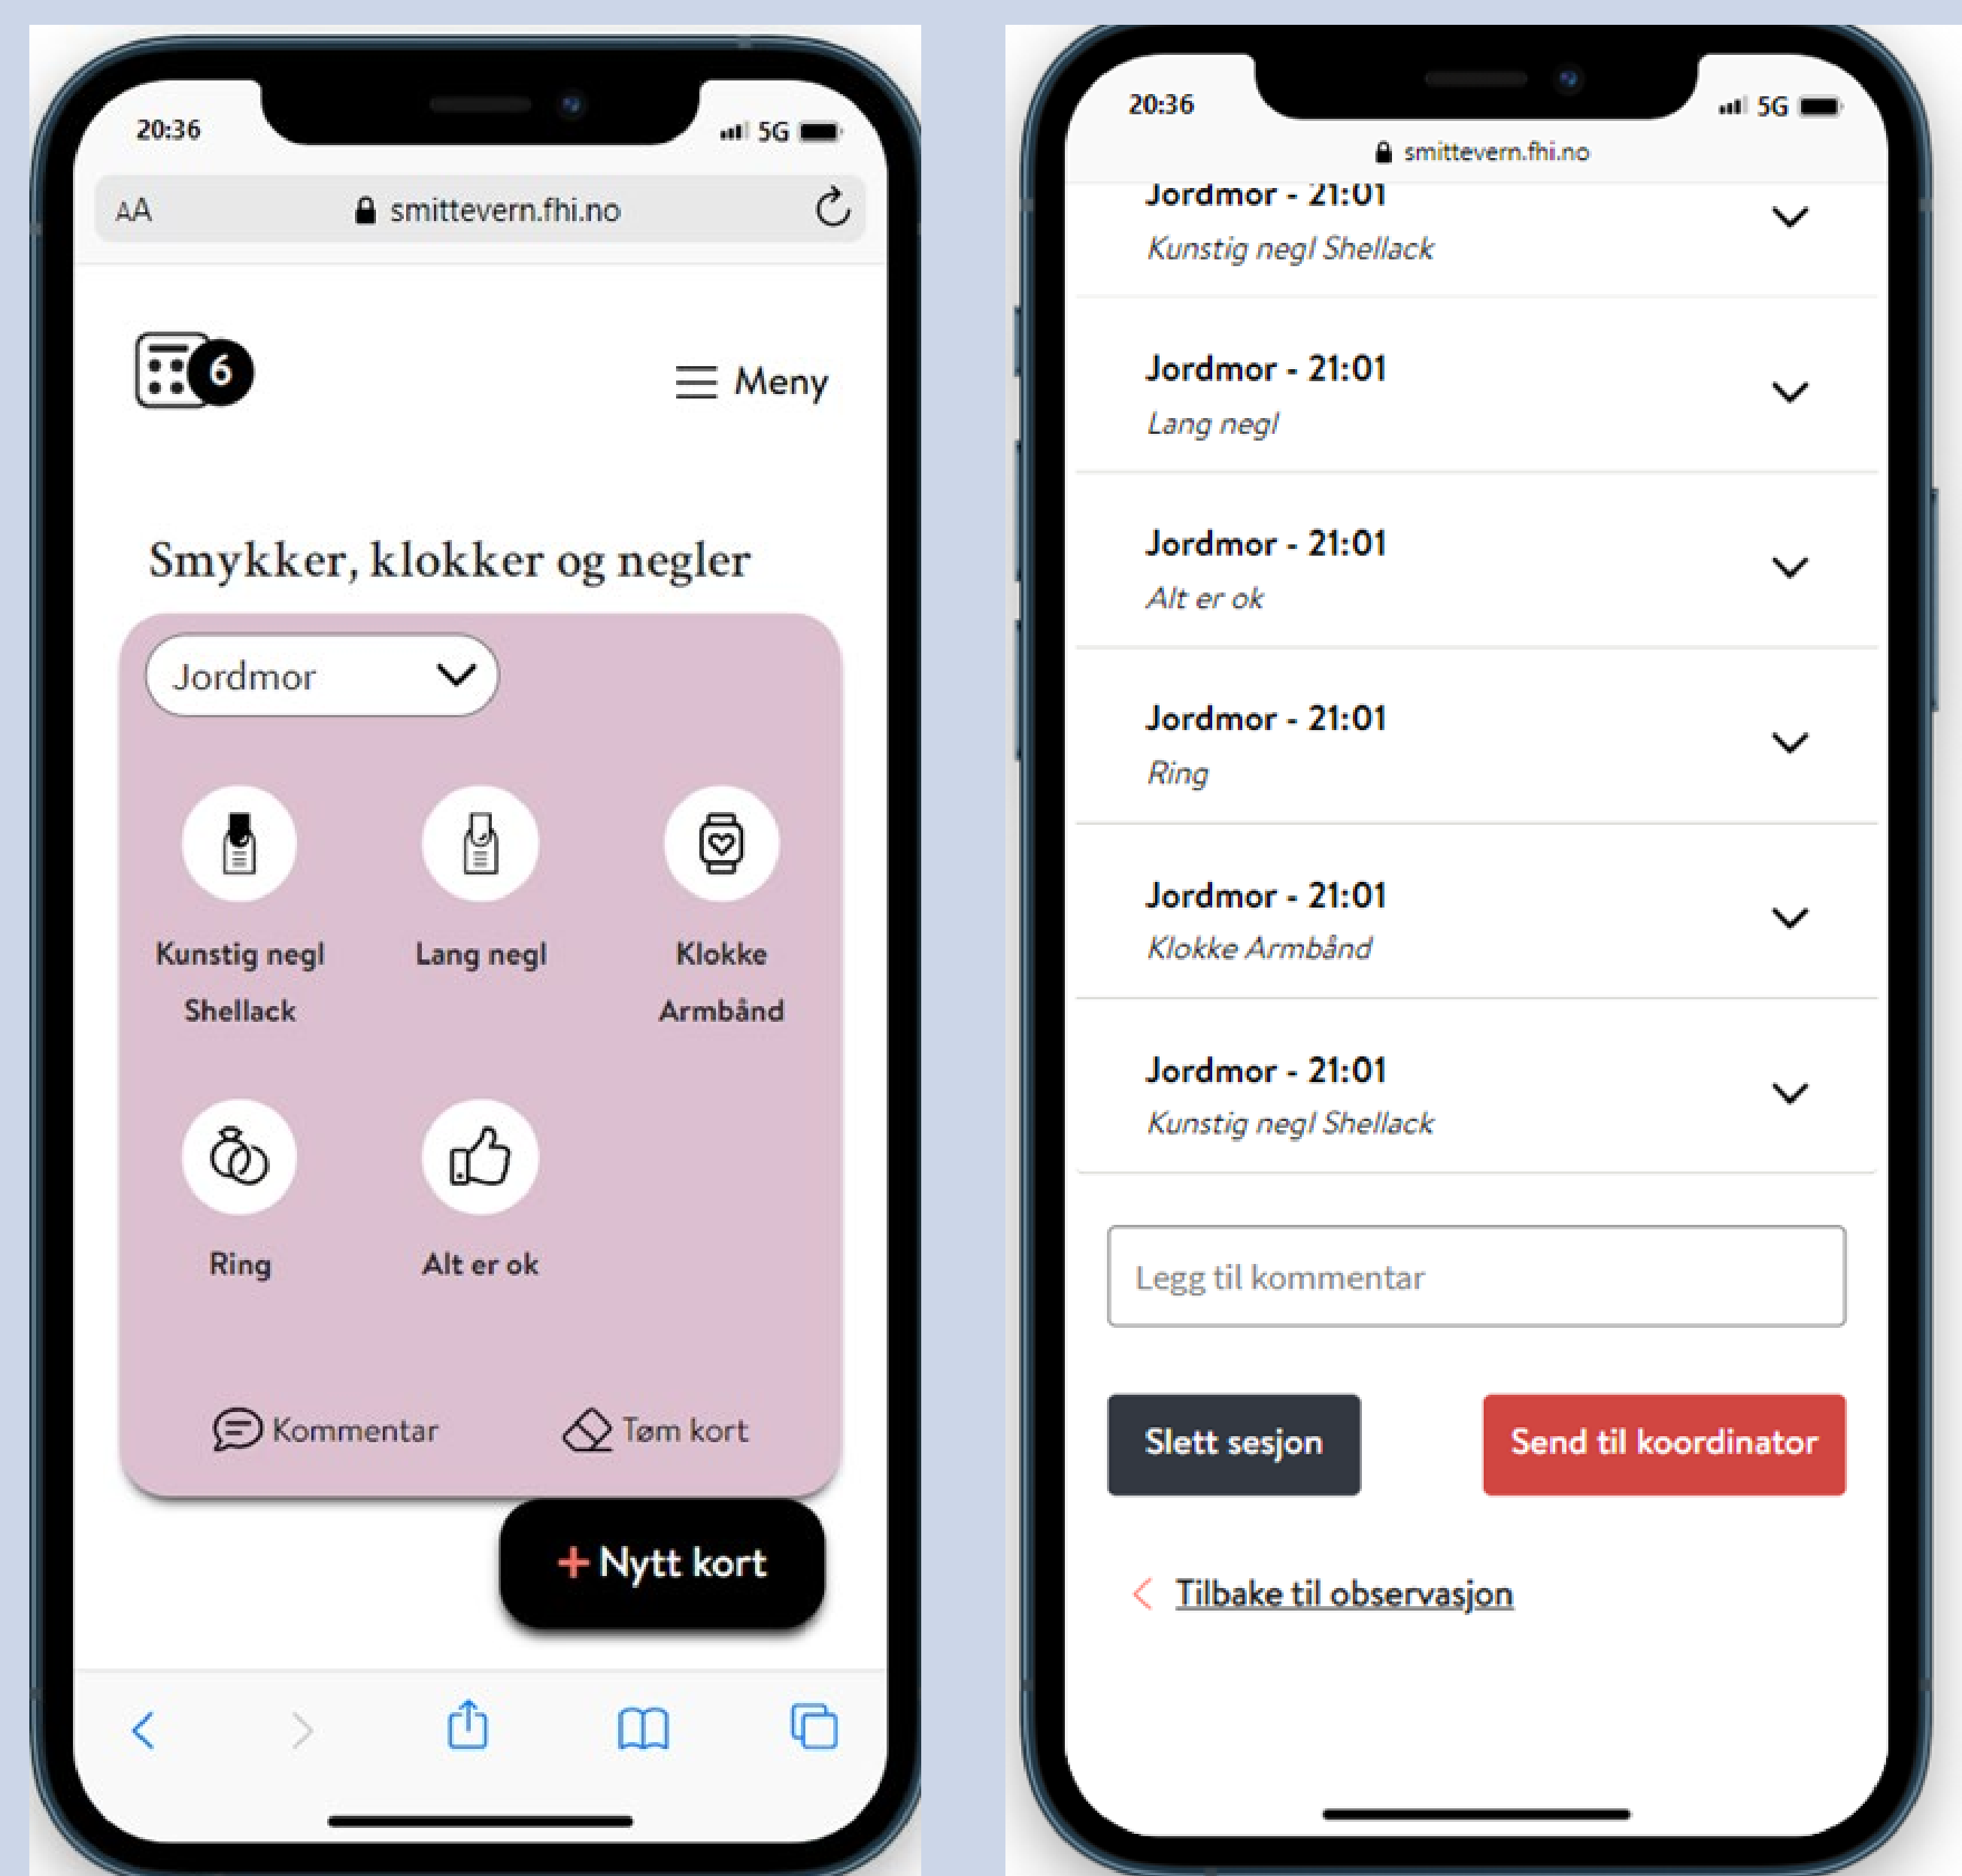 20:36
5G
AA
smittevern.fhi.no
6
Meny
Smykker, klokker og negler
Jordmor
Kunstig negl
Shellack
Lang negl
Klokke
Armbånd
Ring
Alt er ok
Kommentar
Tøm kort
+ Nytt kort
20:36
5G
smittevern.fhi.no
Jordmor - 21:01
Kunstig negl Shellack
Jordmor - 21:01
Lang negl
Jordmor - 21:01
Alt er ok
Jordmor - 21:01
Ring
Jordmor - 21:01
Klokke Armbånd
Jordmor - 21:01
Kunstig negl Shellack
Legg til kommentar
Slett sesjon
Send til koordinator
Tilbake til observasjon